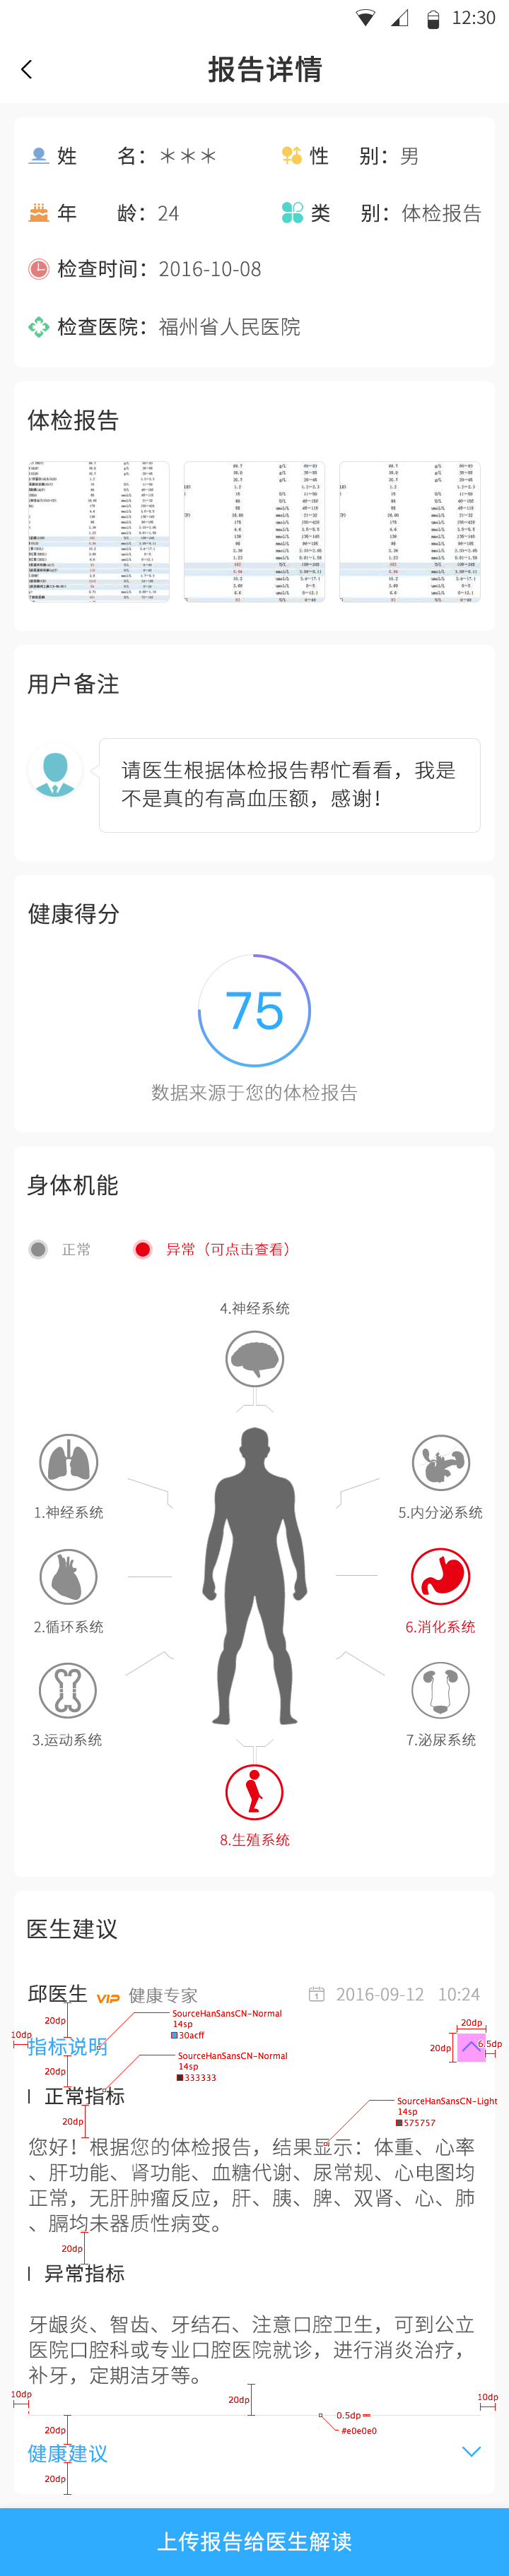 12:30
报告详情
姓 名：＊＊＊ 性 别：男
年 龄：24 类 别：体检报告
检查时间：2016-10-08
检查医院：福州省人民医院
体检报告
用户备注
请医生根据体检报告帮忙看看，我是
不是真的有高血压额，感谢！
健康得分
75
数据来源于您的体检报告
身体机能
正常 异常（可点击查看）
4.神经系统
1.神经系统 5.内分泌系统
2.循环系统 6.消化系统
3.运动系统 7.泌尿系统
8.生殖系统
医生建议
邱医生 VIP 健康专家 2016-09-12 10:24
SourceHanSansCN-Normal
14sp
30acff
20dp
10dp
指标说明
20dp
20dp
SourceHanSansCN-Normal
14sp
333333
20dp
正常指标
SourceHanSansCN-Light
14sp
575757
20dp
您好！根据您的体检报告，结果显示：体重、心率
、肝功能、肾功能、血糖代谢、尿常规、心电图均
正常，无肝肿瘤反应，肝、胰、脾、双肾、心、肺
、膈均未器质性病变。
20dp
异常指标
牙龈炎、智齿、牙结石、注意口腔卫生，可到公立
医院口腔科或专业口腔医院就诊，进行消炎治疗，
补牙，定期洁牙等。
10dp 20dp 10dp
0.5dp
#e0e0e0
20dp
健康建议
20dp
上传报告给医生解读